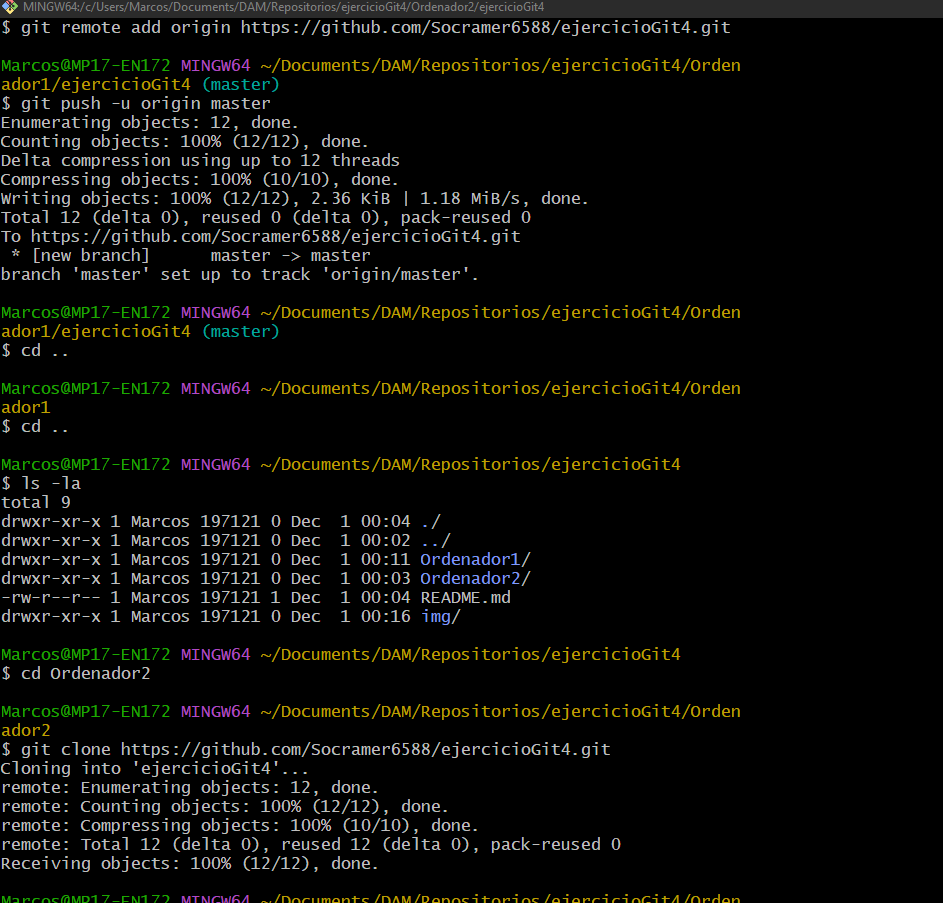 MINGW64:/c/Users/Marcos/Documents/DAM/Repositorios/ejercicioGit4/Ordenador2/ejercicioGit4
$ git remote add origin https://github.com/Socramer6588/ejercicioGit4.git
Marcos@MP17-EN172 MINGW64 ~/Documents/DAM/Repositorios/ejercicioGit4/Orden
ador1/ejercicioGit4 (master)
$ git push -u origin master
Enumerating objects: 12, done.
Counting objects: 100% (12/12), done.
Delta compression using up to 12 threads
Compressing objects: 100% (10/10), done.
Writing objects: 100% (12/12), 2.36 KiB | 1.18 MiB/s, done.
Total 12 (delta 0), reused 0 (delta 0), pack-reused 0
To https://github.com/Socramer6588/ejercicioGit4.git
 * [new branch]      master -> master
branch 'master' set up to track 'origin/master'.
Marcos@MP17-EN172 MINGW64 ~/Documents/DAM/Repositorios/ejercicioGit4/Orden
ador1/ejercicioGit4 (master)
$ cd ..
Marcos@MP17-EN172 MINGW64 ~/Documents/DAM/Repositorios/ejercicioGit4/Orden
ador1
$ cd ..
Marcos@MP17-EN172 MINGW64 ~/Documents/DAM/Repositorios/ejercicioGit4
$ ls -la
total 9
drwxr-xr-x 1 Marcos 197121 0 Dec  1 00:04 ./
drwxr-xr-x 1 Marcos 197121 0 Dec  1 00:02 ../
drwxr-xr-x 1 Marcos 197121 0 Dec  1 00:11 Ordenador1/
drwxr-xr-x 1 Marcos 197121 0 Dec  1 00:03 Ordenador2/
-rw-r--r-- 1 Marcos 197121 1 Dec  1 00:04 README.md
drwxr-xr-x 1 Marcos 197121 0 Dec  1 00:16 img/
Marcos@MP17-EN172 MINGW64 ~/Documents/DAM/Repositorios/ejercicioGit4
$ cd Ordenador2
Marcos@MP17-EN172 MINGW64 ~/Documents/DAM/Repositorios/ejercicioGit4/Orden
ador2
$ git clone https://github.com/Socramer6588/ejercicioGit4.git
Cloning into 'ejercicioGit4'...
remote: Enumerating objects: 12, done.
remote: Counting objects: 100% (12/12), done.
remote: Compressing objects: 100% (10/10), done.
remote: Total 12 (delta 0), reused 12 (delta 0), pack-reused 0
Receiving objects: 100% (12/12), done.
Marcos@MP17-EN172 MINGW64 ~/Documents/DAM/Repositorios/ejercicioGit4/Orden